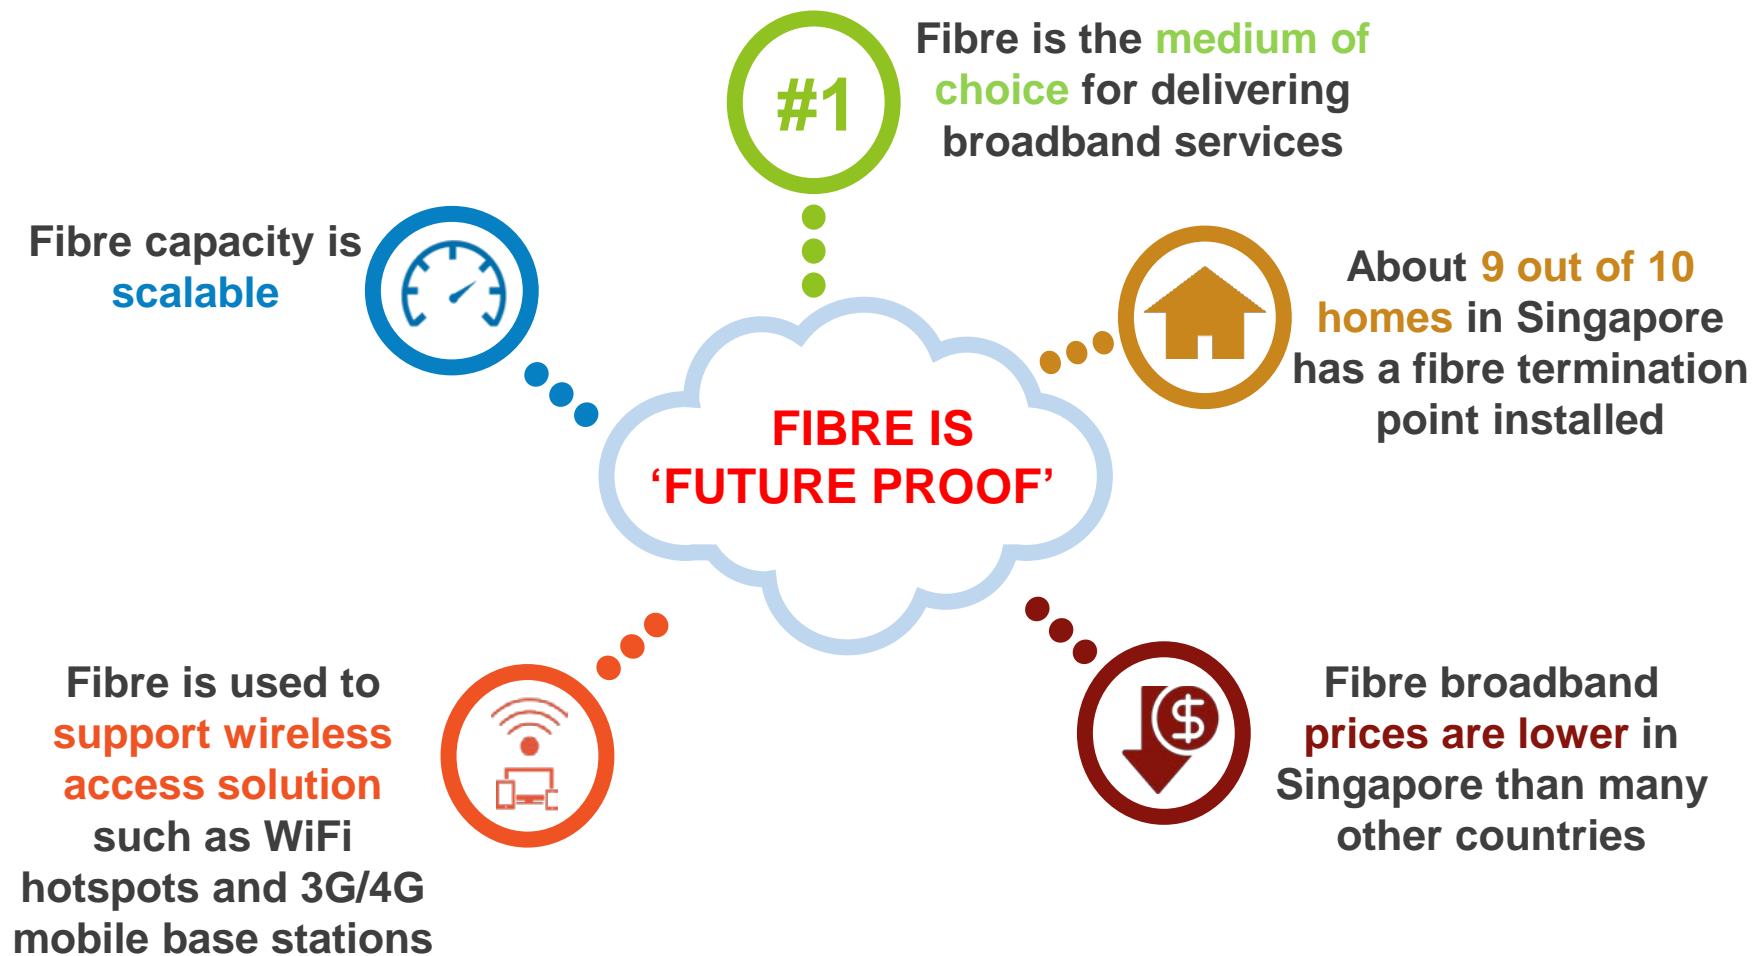 #1
Fibre is the medium of
choice for delivering
broadband services
Fibre capacity is
scalable
About 9 out of 10
homes in Singapore
has a fibre termination
point installed
FIBRE IS
‘FUTURE PROOF’
Fibre is used to
support wireless
access solution
such as WiFi
hotspots and 3G/4G
mobile base stations
$
Fibre broadband
prices are lower in
Singapore than many
other countries